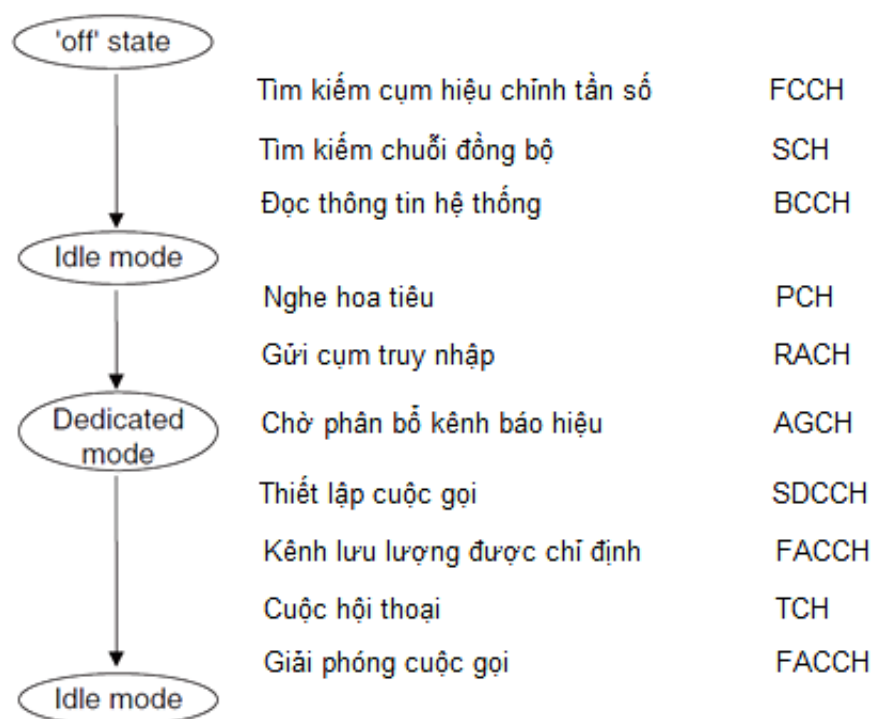 'off' state
Tìm kiếm cụm hiệu chỉnh tần số FCCH
Tìm kiếm chuỗi đồng bộ SCH
Đọc thông tin hệ thống BCCH
Idle mode
Nghe hoa tiêu PCH
Gửi cụm truy nhập RACH
Dedicated
mode
Chờ phân bổ kênh báo hiệu AGCH
Thiết lập cuộc gọi SDCCH
Kênh lưu lượng được chỉ định FACCH
Cuộc hội thoại TCH
Giải phóng cuộc gọi FACCH
Idle mode